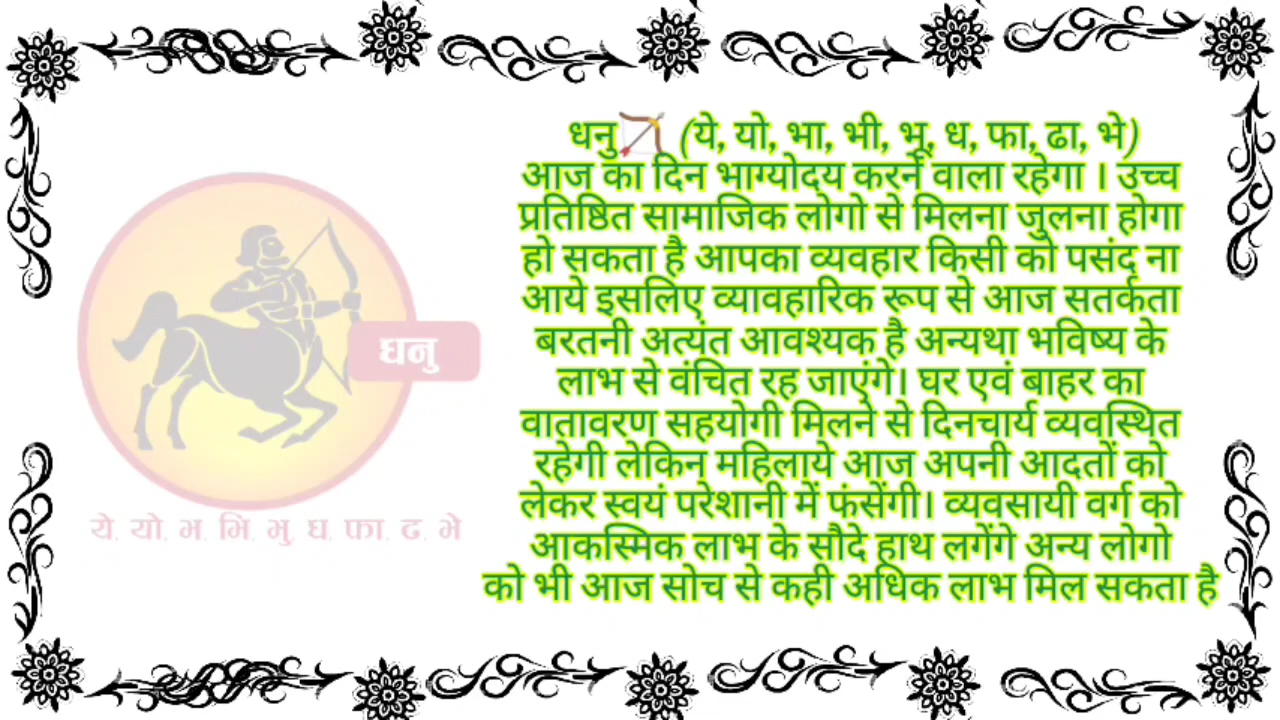 धनु🏹 (ये, यो, भा, भी, भू, ध, फा, ढा, भे)
आज का दिन भाग्योदय करने वाला रहेगा । उच्च
प्रतिष्ठित सामाजिक लोगो से मिलना जुलना होगा
हो सकता है आपका व्यवहार किसी को पसंद ना
आये इसलिए व्यावहारिक रूप से आज सतर्कता
बरतनी अत्यंत आवश्यक है अन्यथा भविष्य के
लाभ से वंचित रह जाएंगे। घर एवं बाहर का
वातावरण सहयोगी मिलने से दिनचार्य व्यवस्थित
रहेगी लेकिन महिलाये आज अपनी आदतों को
लेकर स्वयं परेशानी में फंसेंगी। व्यवसायी वर्ग को
आकस्मिक लाभ के सौदे हाथ लगेंगे अन्य लोगो
को भी आज सोच से कही अधिक लाभ मिल सकता है
धनु
ये. यो. भ. भि. भु. ध. फा. ढ. भे